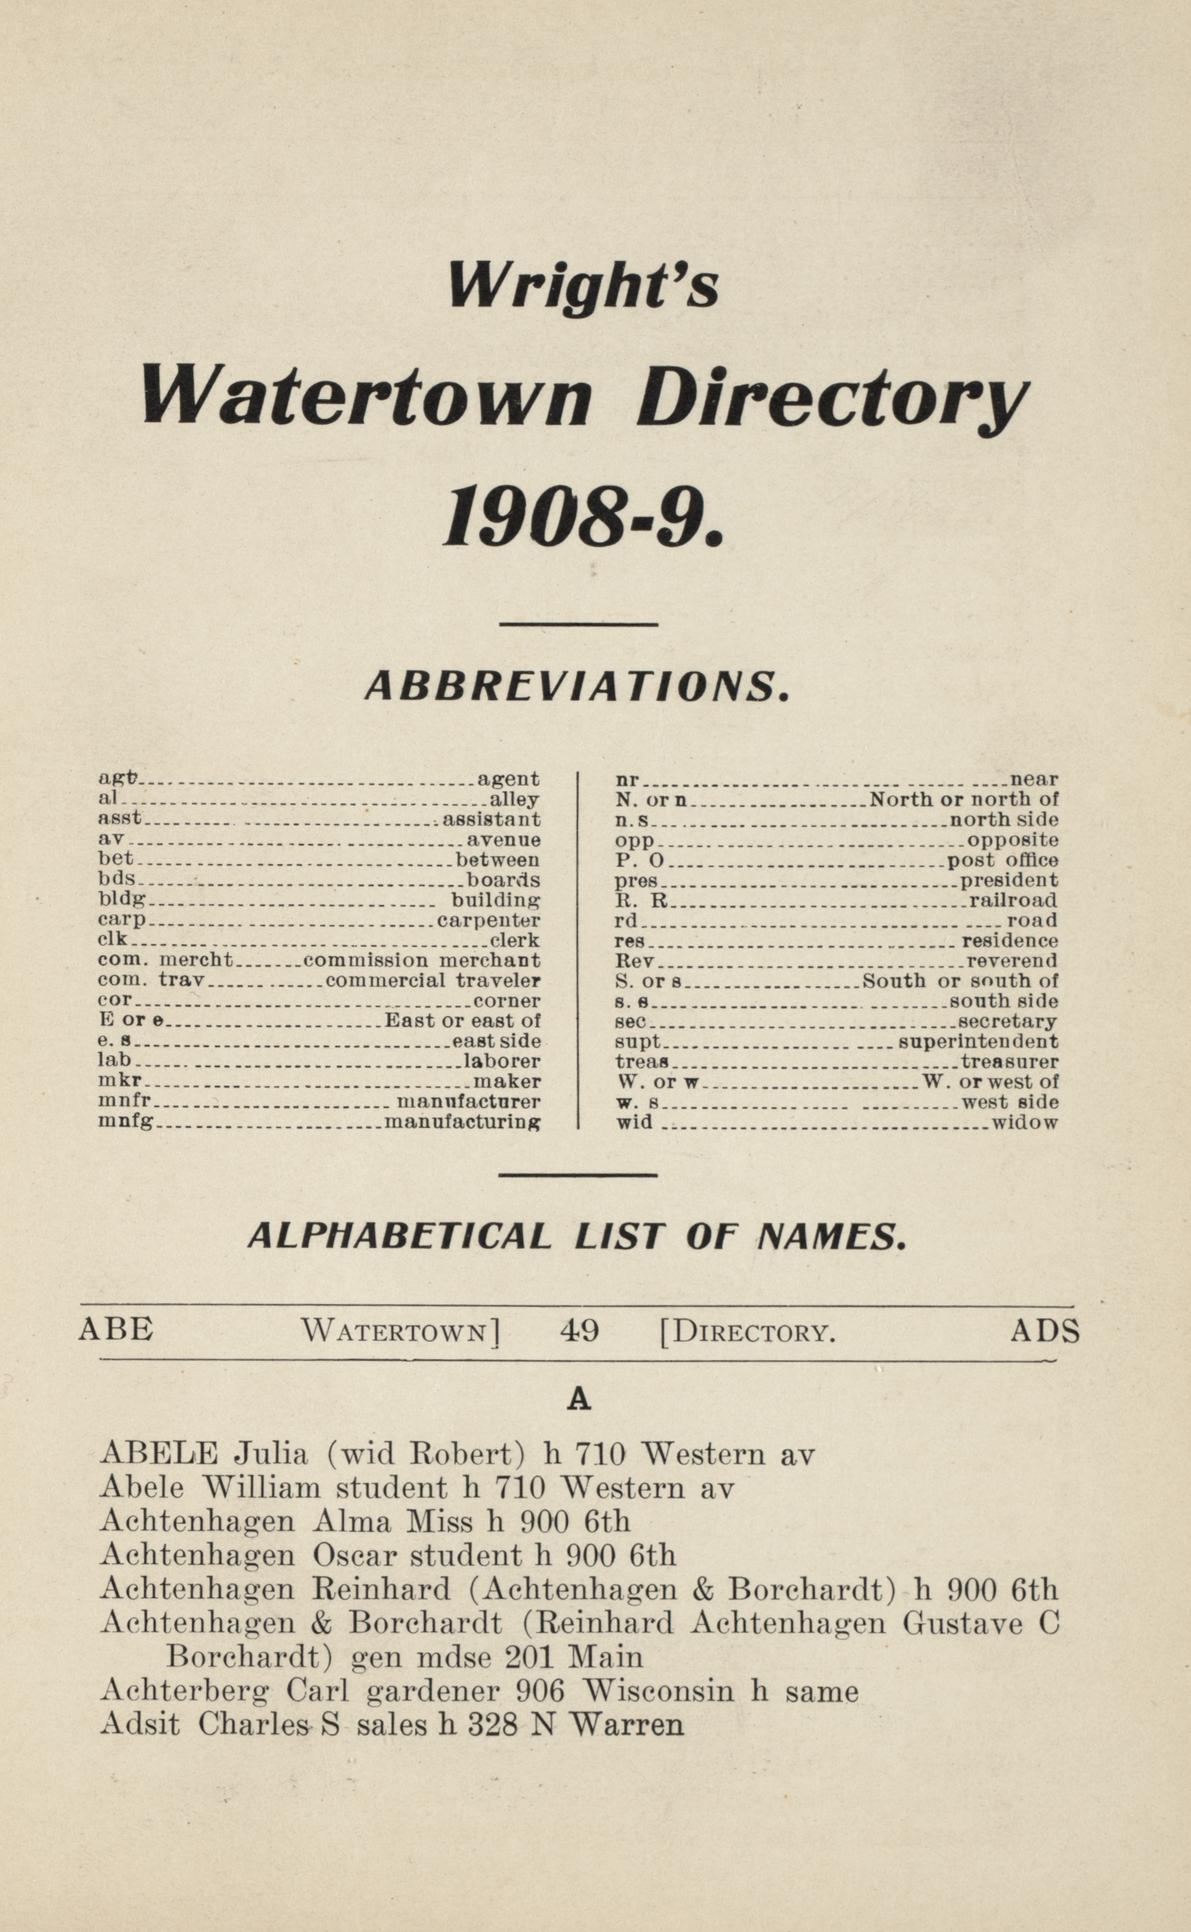 Wright's
Watertown Directory
1908-9.
ABBREVIATIONS.
agt agent
al alley
asst assistant
av avenue
bet between
bds boards
bldg building
carp carpenter
clk clerk
com. mercht commission merchant
com. trav commercial traveler
cor corner
E or e East or east of
e. s east side
lab laborer
mkr maker
mnfr manufacturer
mnfg manufacturing
nr near
N. or n North or north of
n. s north side
opp opposite
P. O post office
pres president
R. R railroad
rd road
res residence
Rev reverend
S. or s South or south of
s. s south side
sec secretary
supt superintendent
treas treasurer
W. or w W. or west of
w. s west side
wid widow
ALPHABETICAL LIST OF NAMES.
ABE WATERTOWN] 49 [DIRECTORY. ADS
A
ABELE Julia (wid Robert) h 710 Western av
Abele William student h 710 Western av
Achtenhagen Alma Miss h 900 6th
Achtenhagen Oscar student h 900 6th
Achtenhagen Reinhard (Achtenhagen & Borchardt) h 900 6th
Achtenhagen & Borchardt (Reinhard Achtenhagen Gustave C
Borchardt) gen mdse 201 Main
Achterberg Carl gardener 906 Wisconsin h same
Adsit Charles S sales h 328 N Warren